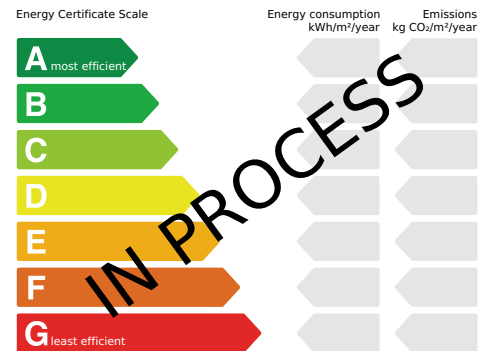 Energy Certificate Scale
Energy consumption
kWh/m²/year
Emissions
kg CO₂/m²/year
A most efficient
B
C
D
E
F
G least efficient
IN PROCESS